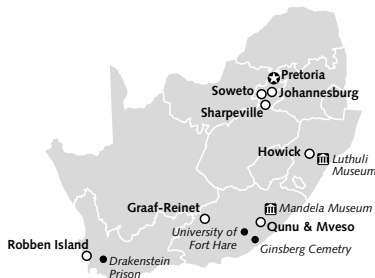 Pretoria
Soweto
Johannesburg
Sharpeville
Howick
Luthuli
Museum
Graaf-Reinet
Mandela Museum
University of
Fort Hare
Qunu & Mveso
Ginsberg Cemetry
Robben Island
Drakenstein
Prison